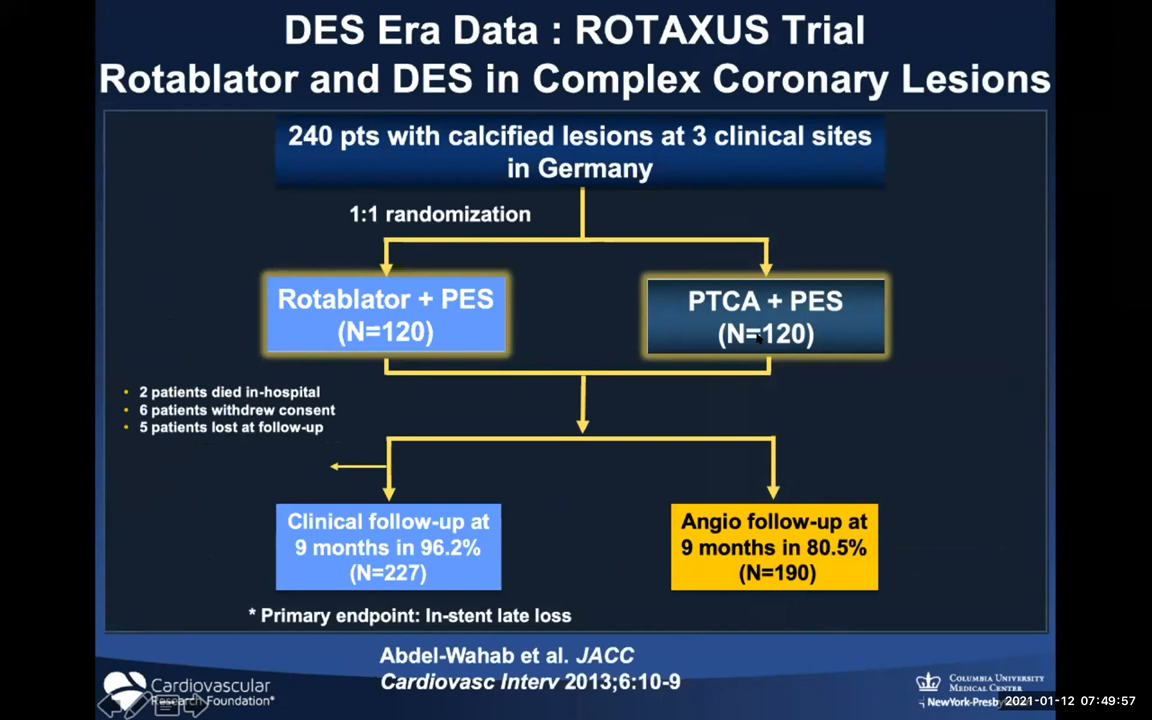 DES Era Data : ROTAXUS Trial
Rotablator and DES in Complex Coronary Lesions
240 pts with calcified lesions at 3 clinical sites
in Germany
1:1 randomization
Rotablator + PES
(N=120)
PTCA + PES
(N=120)
• 2 patients died in-hospital
• 6 patients withdrew consent
• 5 patients lost at follow-up
Clinical follow-up at
9 months in 96.2%
(N=227)
Angio follow-up at
9 months in 80.5%
(N=190)
* Primary endpoint: In-stent late loss
Abdel-Wahab et al. JACC
Cardiovasc Interv 2013;6:10-9
Cardiovascular
Research Foundation
COLUMBIA UNIVERSITY
MEDICAL CENTER
2021-01-12 07:49:57